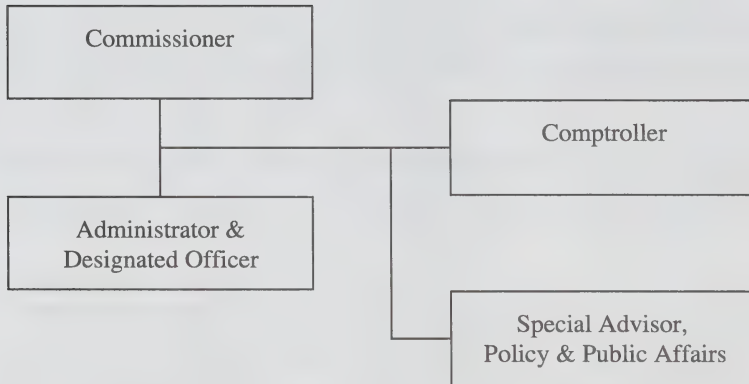 Commissioner
Comptroller
Administrator &
Designated Officer
Special Advisor,
Policy & Public Affairs